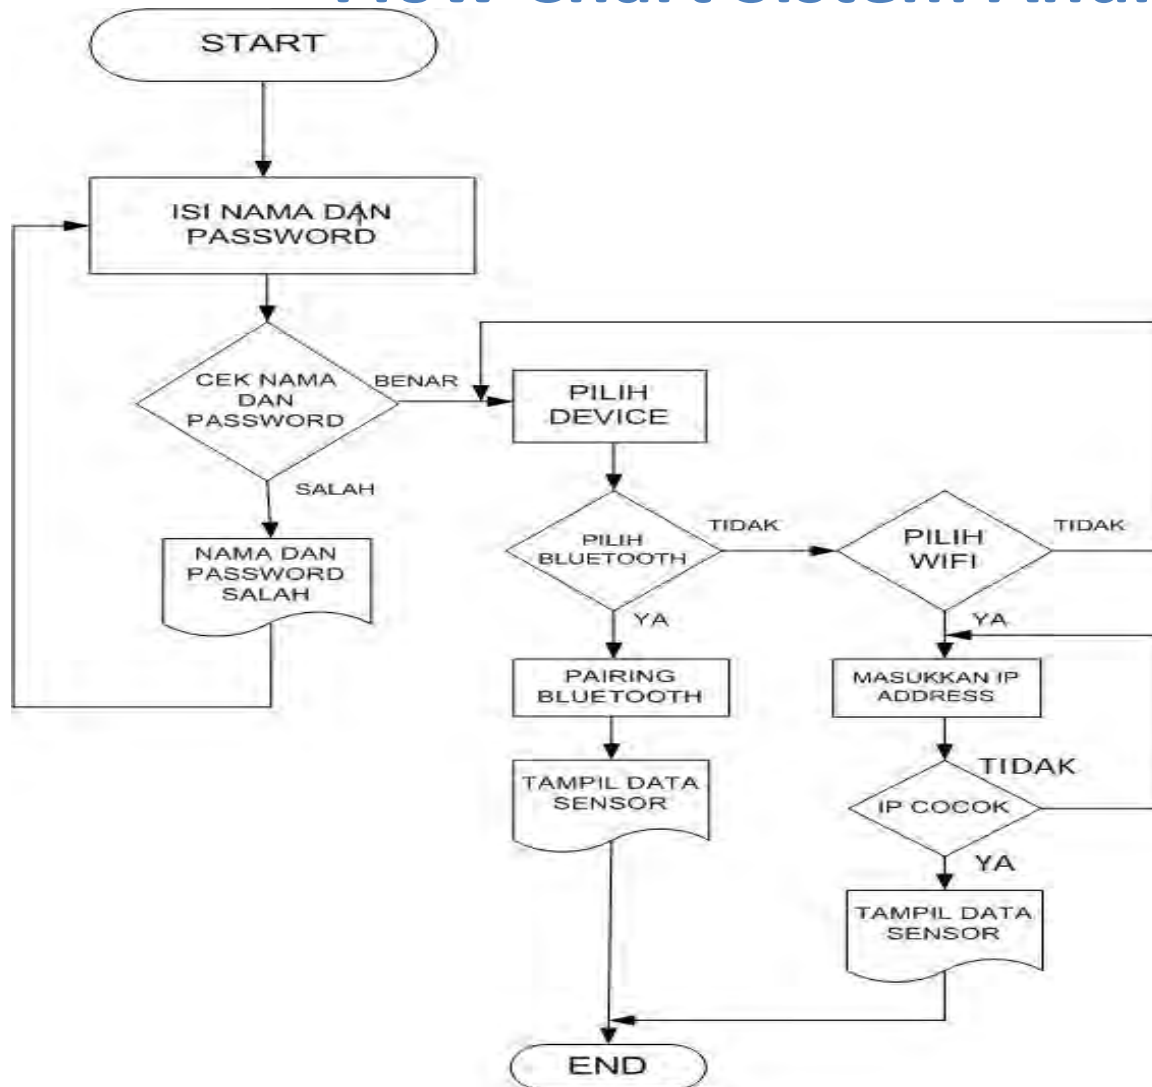 START
ISI NAMA DAN
PASSWORD
CEK NAMA
DAN
PASSWORD
BENAR
SALAH
NAMA DAN
PASSWORD
SALAH
PILIH
DEVICE
PILIH
BLUETOOTH
TIDAK
YA
PILIH
WIFI
TIDAK
YA
PAIRING
BLUETOOTH
MASUKKAN IP
ADDRESS
TAMPIL DATA
SENSOR
IP COCOK
TIDAK
YA
TAMPIL DATA
SENSOR
END